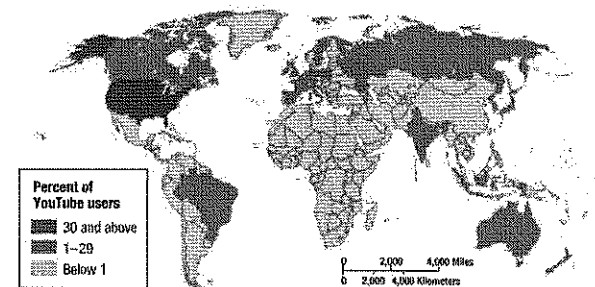 Percent of
YouTube users
30 and above
1–29
Below 1
0 2,000 4,000 Miles
0 2,000 4,000 Kilometers